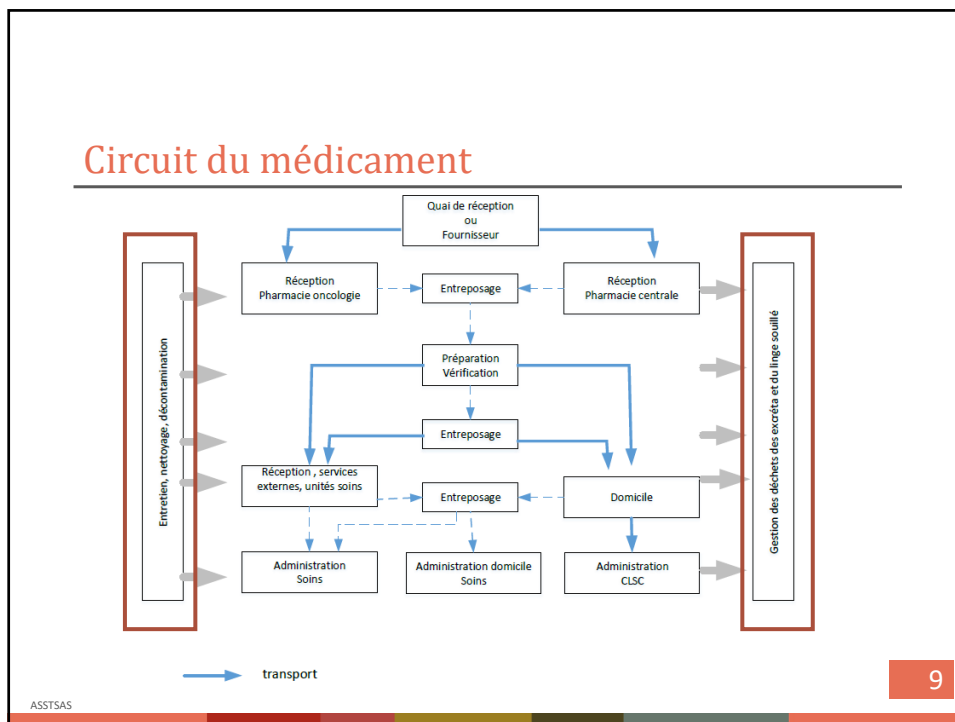 Circuit du médicament
Quai de réception
ou
Fournisseur
Réception
Pharmacie oncologie
Entreposage
Réception
Pharmacie centrale
Entretien, nettoyage, décontamination
Gestion des déchets des excréta et du linge souillé
Préparation
Vérification
Entreposage
Réception , services
externes, unités soins
Entreposage
Domicile
Administration
Soins
Administration domicile
Soins
Administration
CLSC
transport
9
ASSTSAS